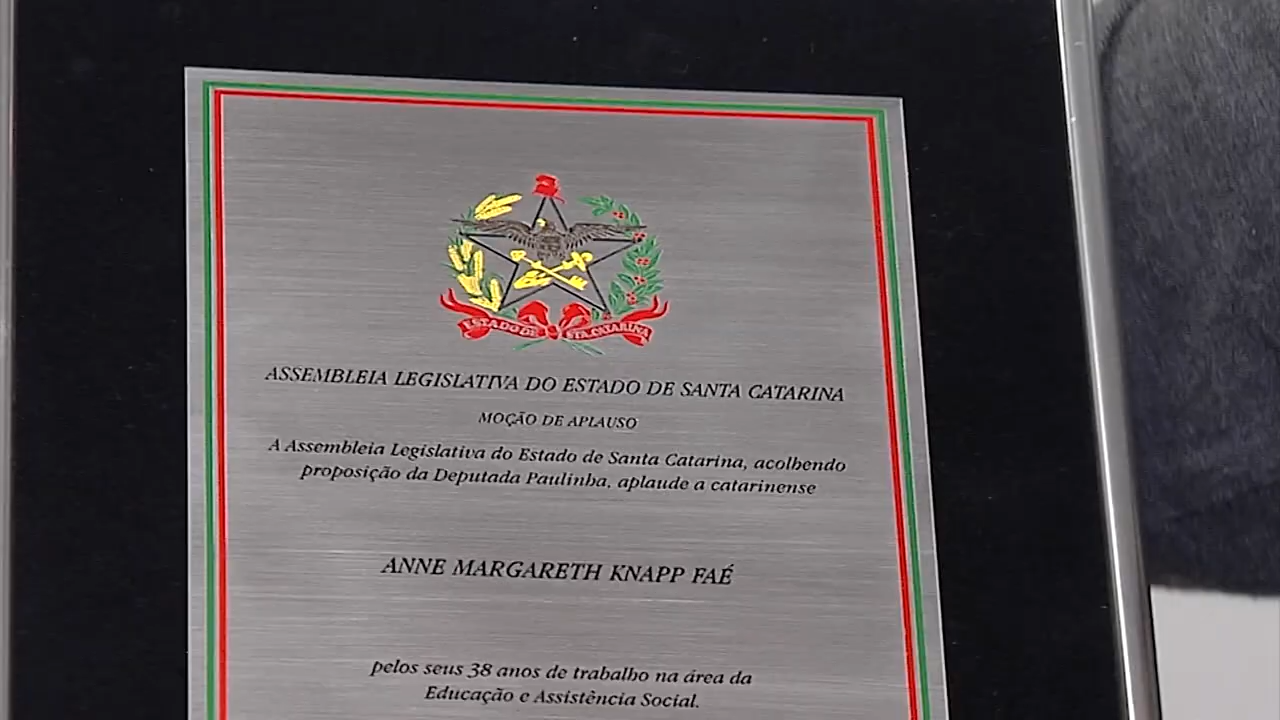 ESTADO DE STA. CATARINA
ASSEMBLEIA LEGISLATIVA DO ESTADO DE SANTA CATARINA
MOÇÃO DE APLAUSO
A Assembleia Legislativa do Estado de Santa Catarina, acolhendo
proposição da Deputada Paulinha, aplaude a catarinense
ANNE MARGARETH KNAPP FAÉ
pelos seus 38 anos de trabalho na área da
Educação e Assistência Social.